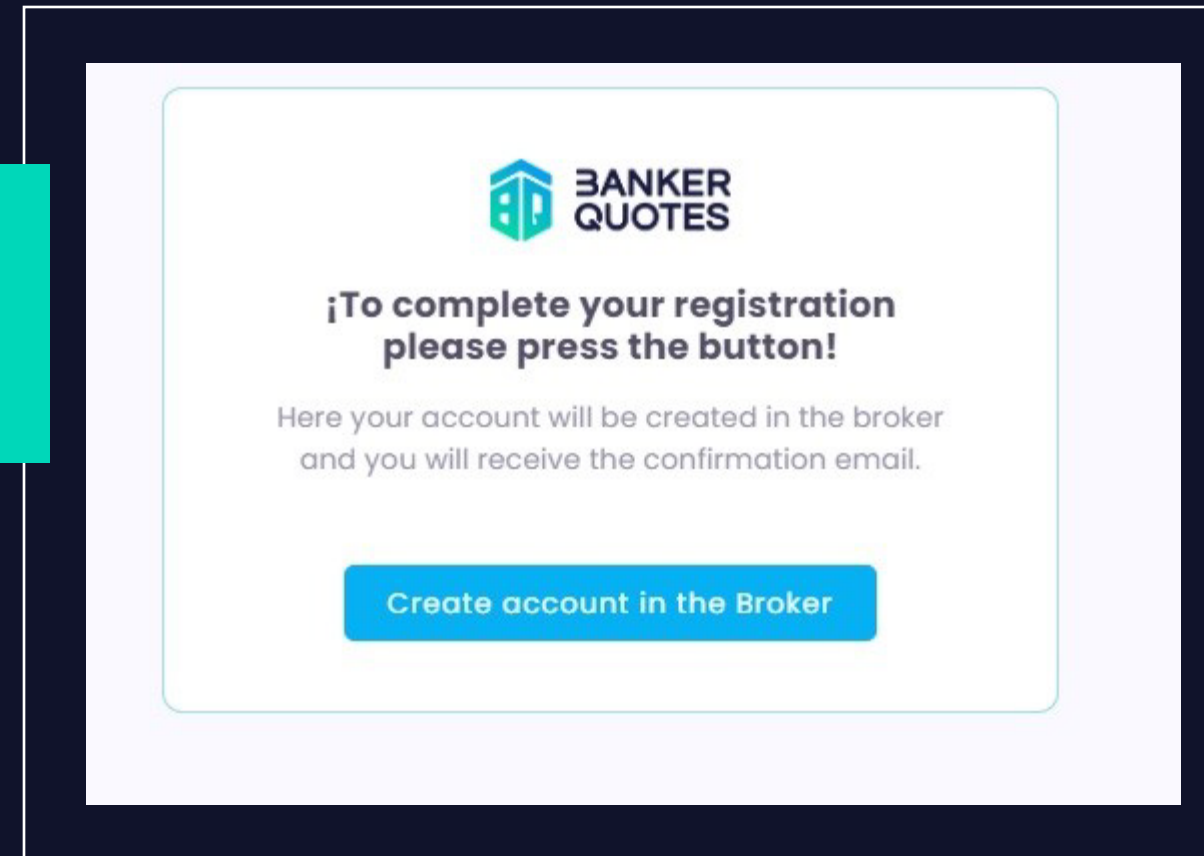 BANKER
QUOTES
¡To complete your registration
please press the button!
Here your account will be created in the broker
and you will receive the confirmation email.
Create account in the Broker